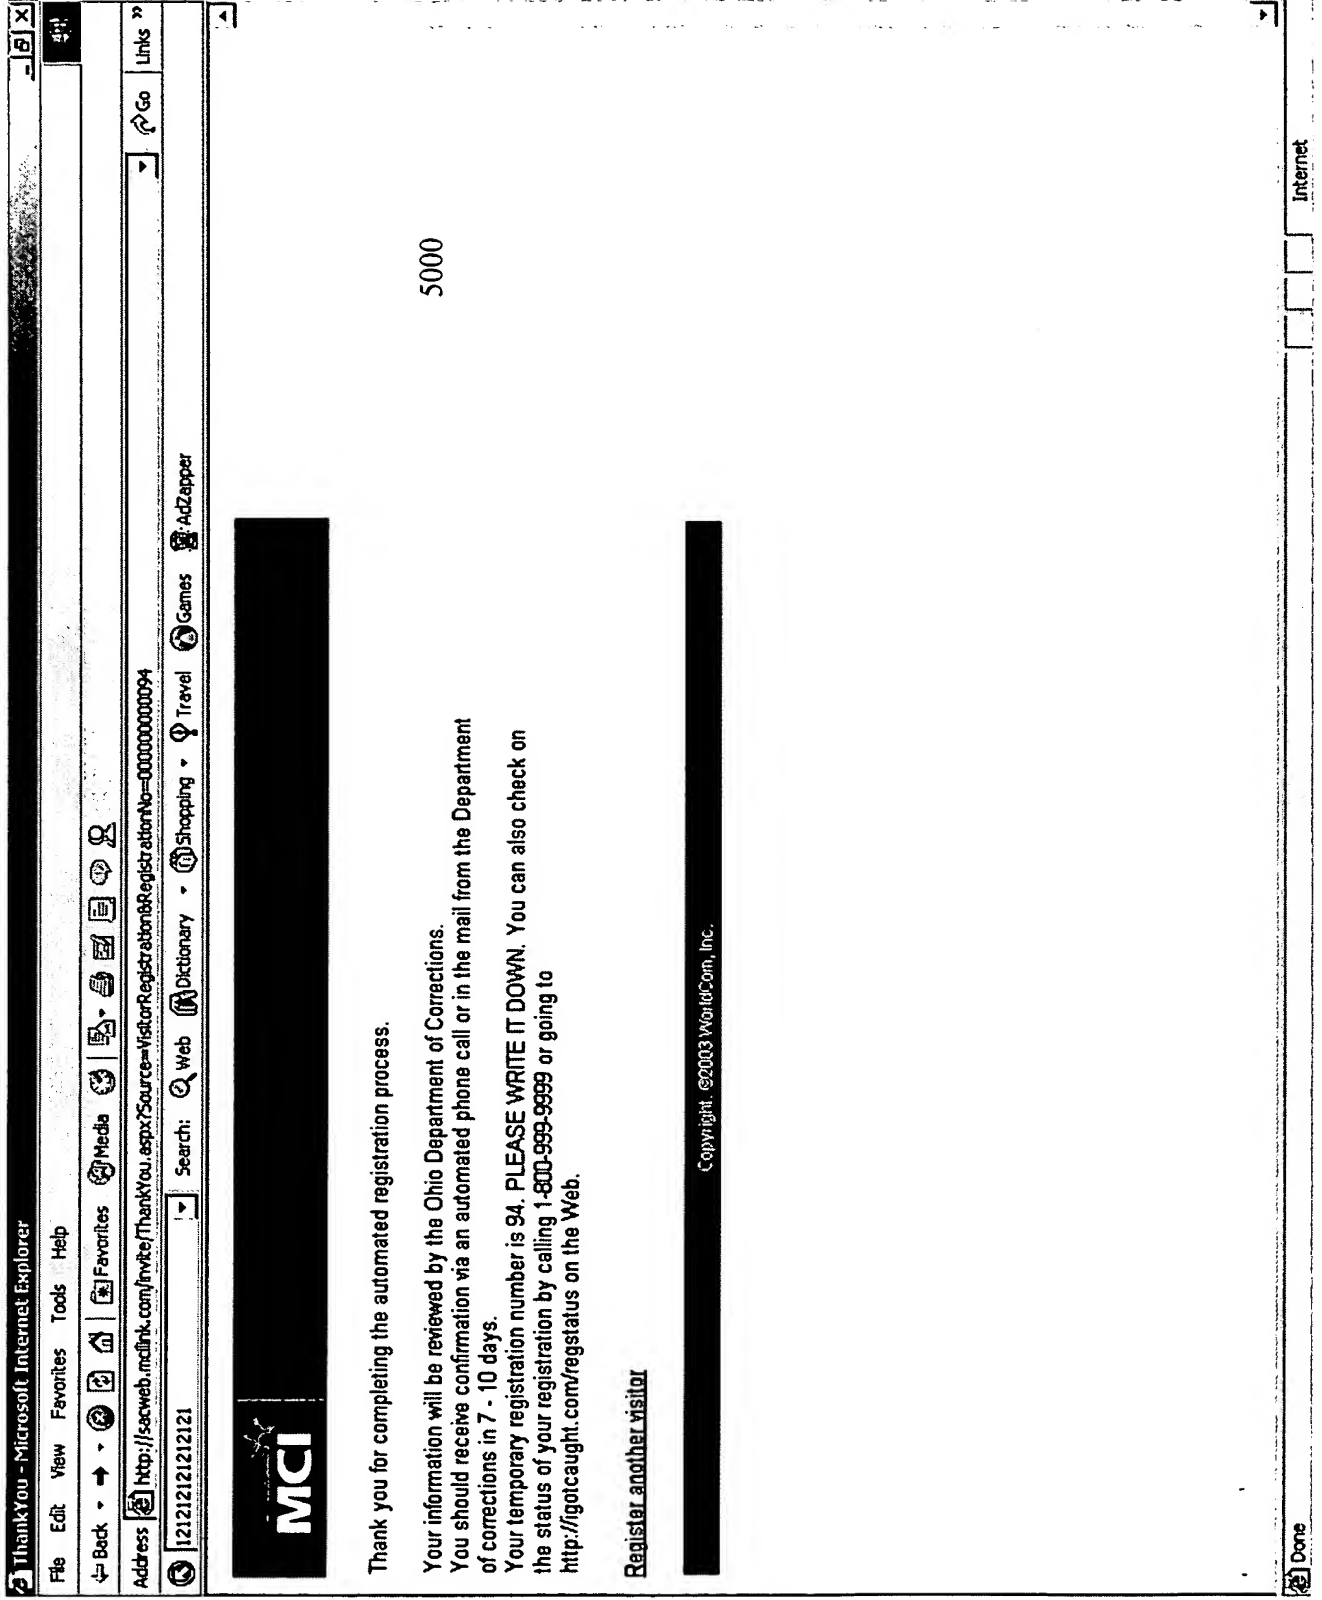 ThankYou - Microsoft Internet Explorer
File Edit View Favorites Tools Help
Back Favorites Media
Address http://sacweb.mcilink.com/invite/ThankYou.aspx?Source=VisitorRegistration&RegistrationNo=000000000094 Go Links »
1212121212121 Search: Web Dictionary Shopping Travel Games AdZapper
MCI
Thank you for completing the automated registration process.
5000
Your information will be reviewed by the Ohio Department of Corrections.
You should receive confirmation via an automated phone call or in the mail from the Department
of corrections in 7 - 10 days.
Your temporary registration number is 94. PLEASE WRITE IT DOWN. You can also check on
the status of your registration by calling 1-800-999-9999 or going to
http://igotcaught.com/regstatus on the Web.
Register another visitor
Copyright. ©2003 WorldCom, Inc.
Done Internet